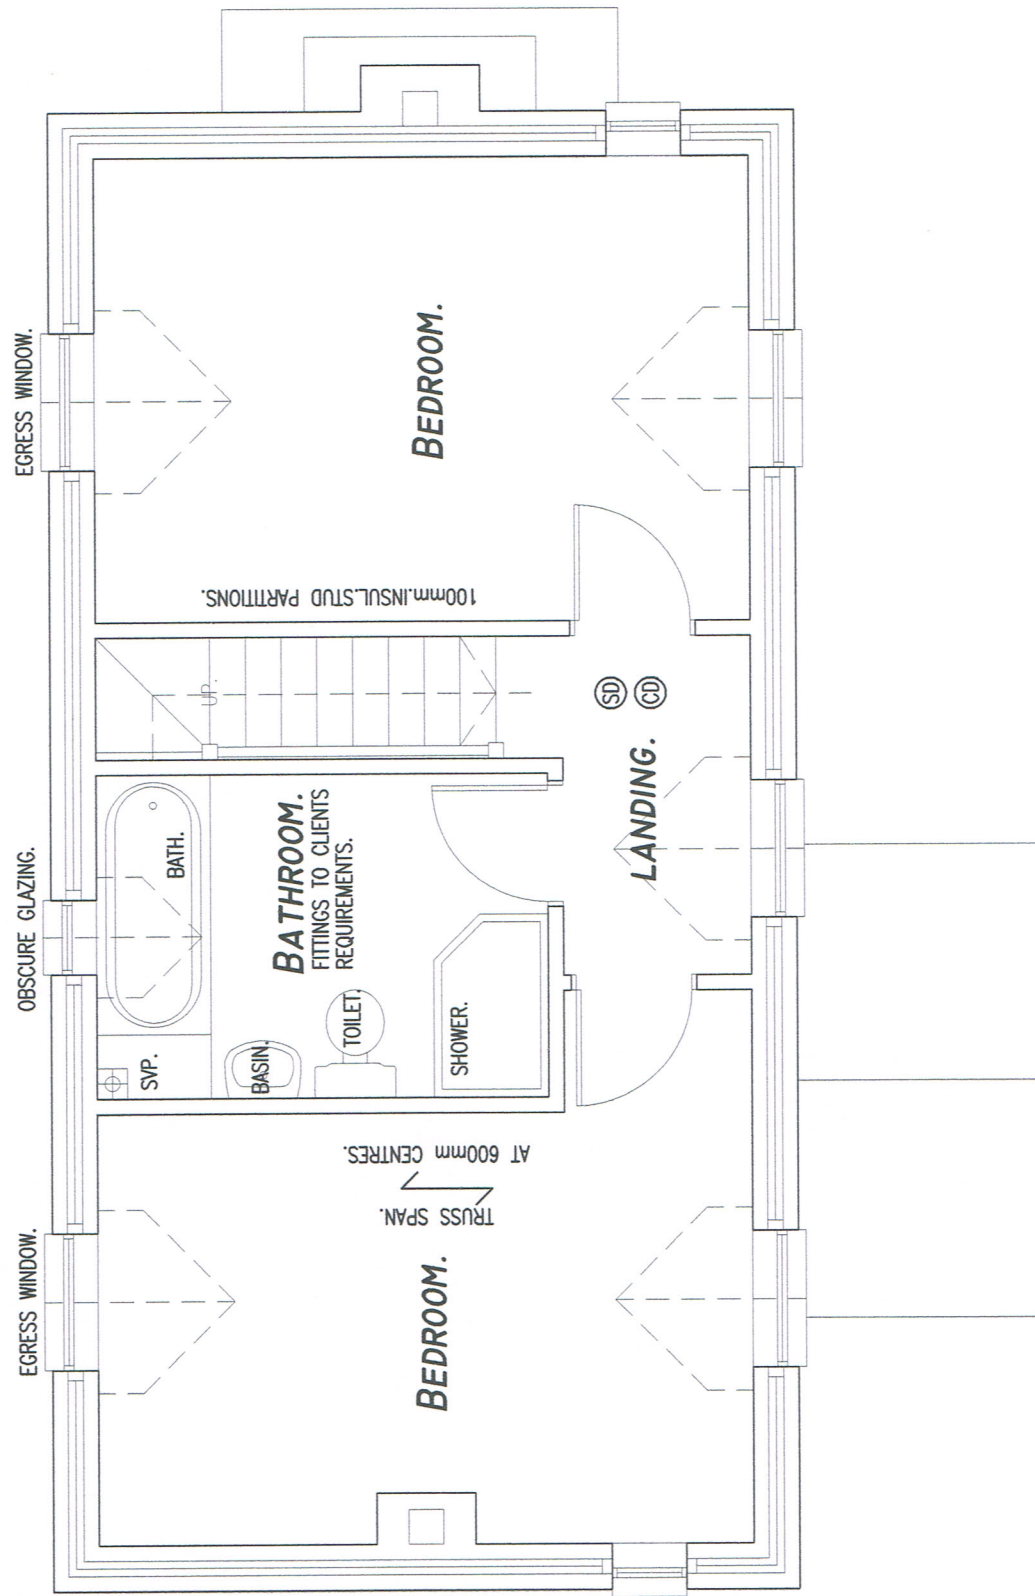 EGRESS WINDOW.
OBSCURE GLAZING.
EGRESS WINDOW.
SVP.
BATH.
UP.
BASIN.
TOILET.
SHOWER.
BATHROOM.
FITTINGS TO CLIENTS
REQUIREMENTS.
100mm.INSUL.STUD PARTITIONS.
BEDROOM.
TRUSS SPAN.
AT 600mm CENTRES.
BEDROOM.
LANDING.
SD
CD